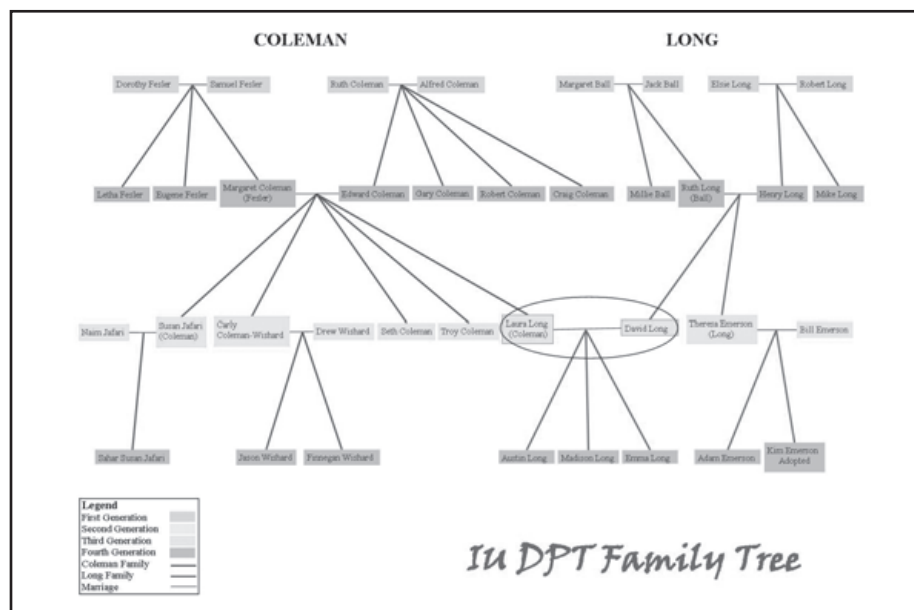 COLEMAN LONG
Dorothy Fesler Samuel Fesler Ruth Coleman Alfred Coleman Margaret Ball Jack Ball Elsie Long Robert Long
Letha Fesler Eugene Fesler Margaret Coleman
(Fesler) Edward Coleman Gary Coleman Robert Coleman Craig Coleman Millie Ball Ruth Long
(Ball) Henry Long Mike Long
Naim Jafari Susan Jafari
(Coleman) Carly
Coleman-Wishard Drew Wishard Seth Coleman Troy Coleman Laura Long
(Coleman) David Long Theresa Emerson
(Long) Bill Emerson
Sahar Susan Jafari Jason Wishard Finnegan Wishard Austin Long Madison Long Emma Long Adam Emerson Kim Emerson
Adopted
Legend
First Generation
Second Generation
Third Generation
Fourth Generation
Coleman Family
Long Family
Marriage
IU DPT Family Tree